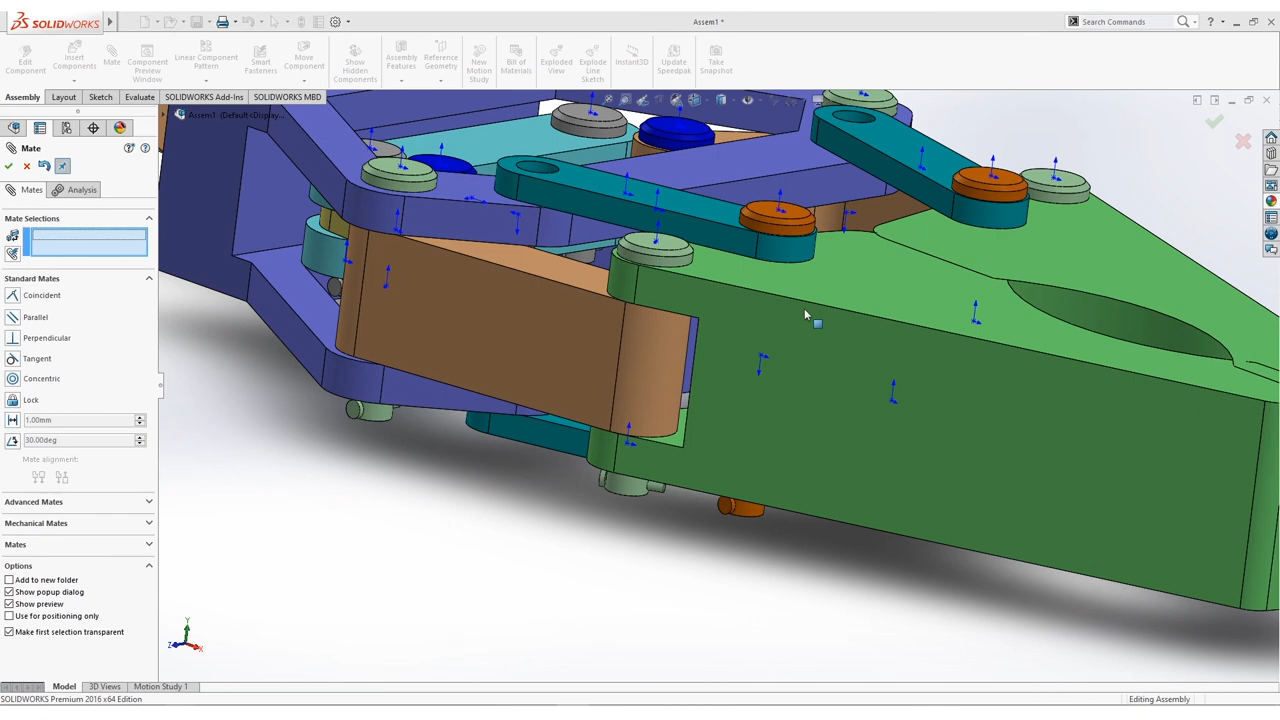 SOLIDWORKS
Assem1 *
Search Commands
Edit Component
Insert Components
Mate
Component Preview Window
Linear Component Pattern
Smart Fasteners
Move Component
Show Hidden Components
Assembly Features
Reference Geometry
New Motion Study
Bill of Materials
Exploded View
Explode Line Sketch
Instant3D
Update Speedpak
Take Snapshot
Assembly
Layout
Sketch
Evaluate
SOLIDWORKS Add-Ins
SOLIDWORKS MBD
Assem1 (Default<Display...
Mate
Mates
Analysis
Mate Selections
Standard Mates
Coincident
Parallel
Perpendicular
Tangent
Concentric
Lock
1.00mm
30.00deg
Mate alignment:
Advanced Mates
Mechanical Mates
Mates
Options
Add to new folder
Show popup dialog
Show preview
Use for positioning only
Make first selection transparent
Y
Z
X
Model
3D Views
Motion Study 1
SOLIDWORKS Premium 2016 x64 Edition
Editing Assembly